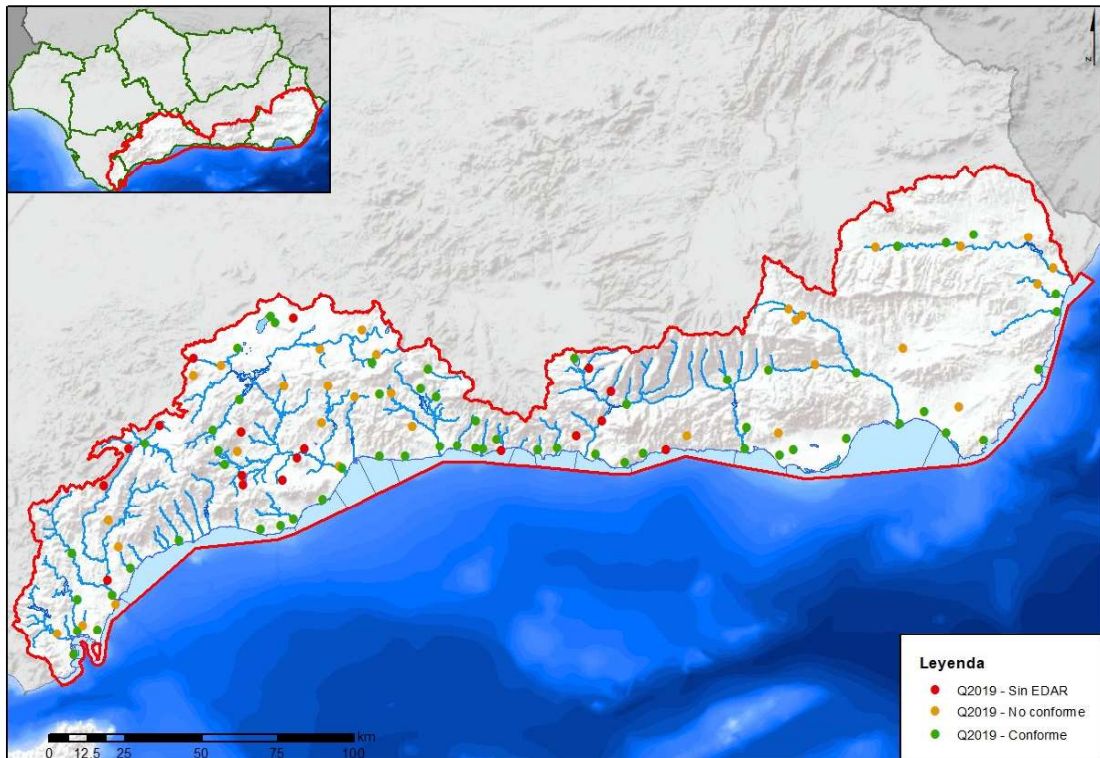 N
Leyenda
Q2019 - Sin EDAR
Q2019 - No conforme
Q2019 - Conforme
km
0 12.5 25 50 75 100